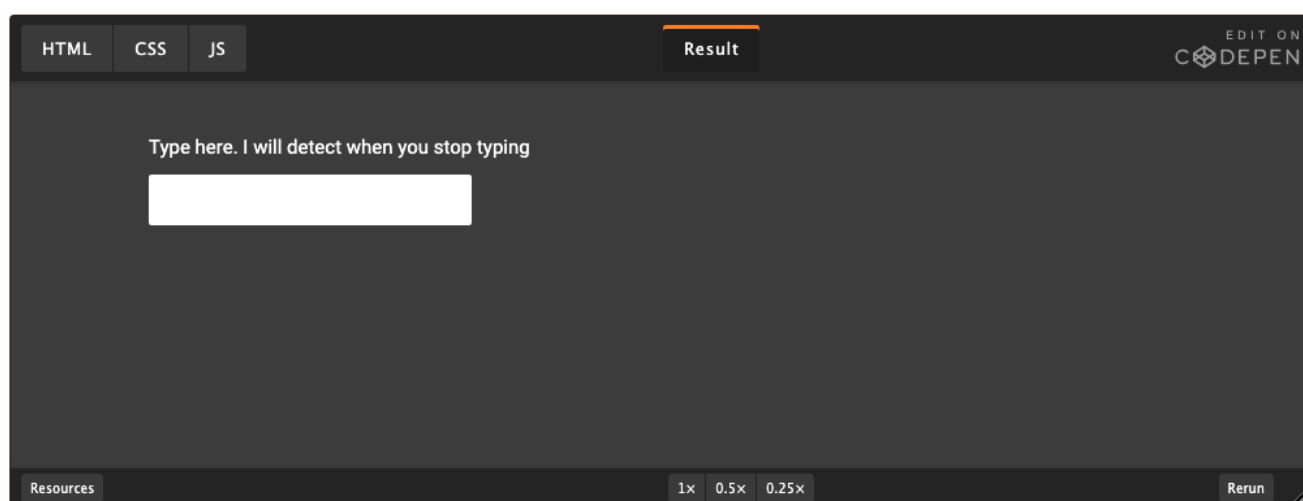 HTML CSS JS Result EDIT ON
CODEPEN
Type here. I will detect when you stop typing
Resources 1× 0.5× 0.25× Rerun